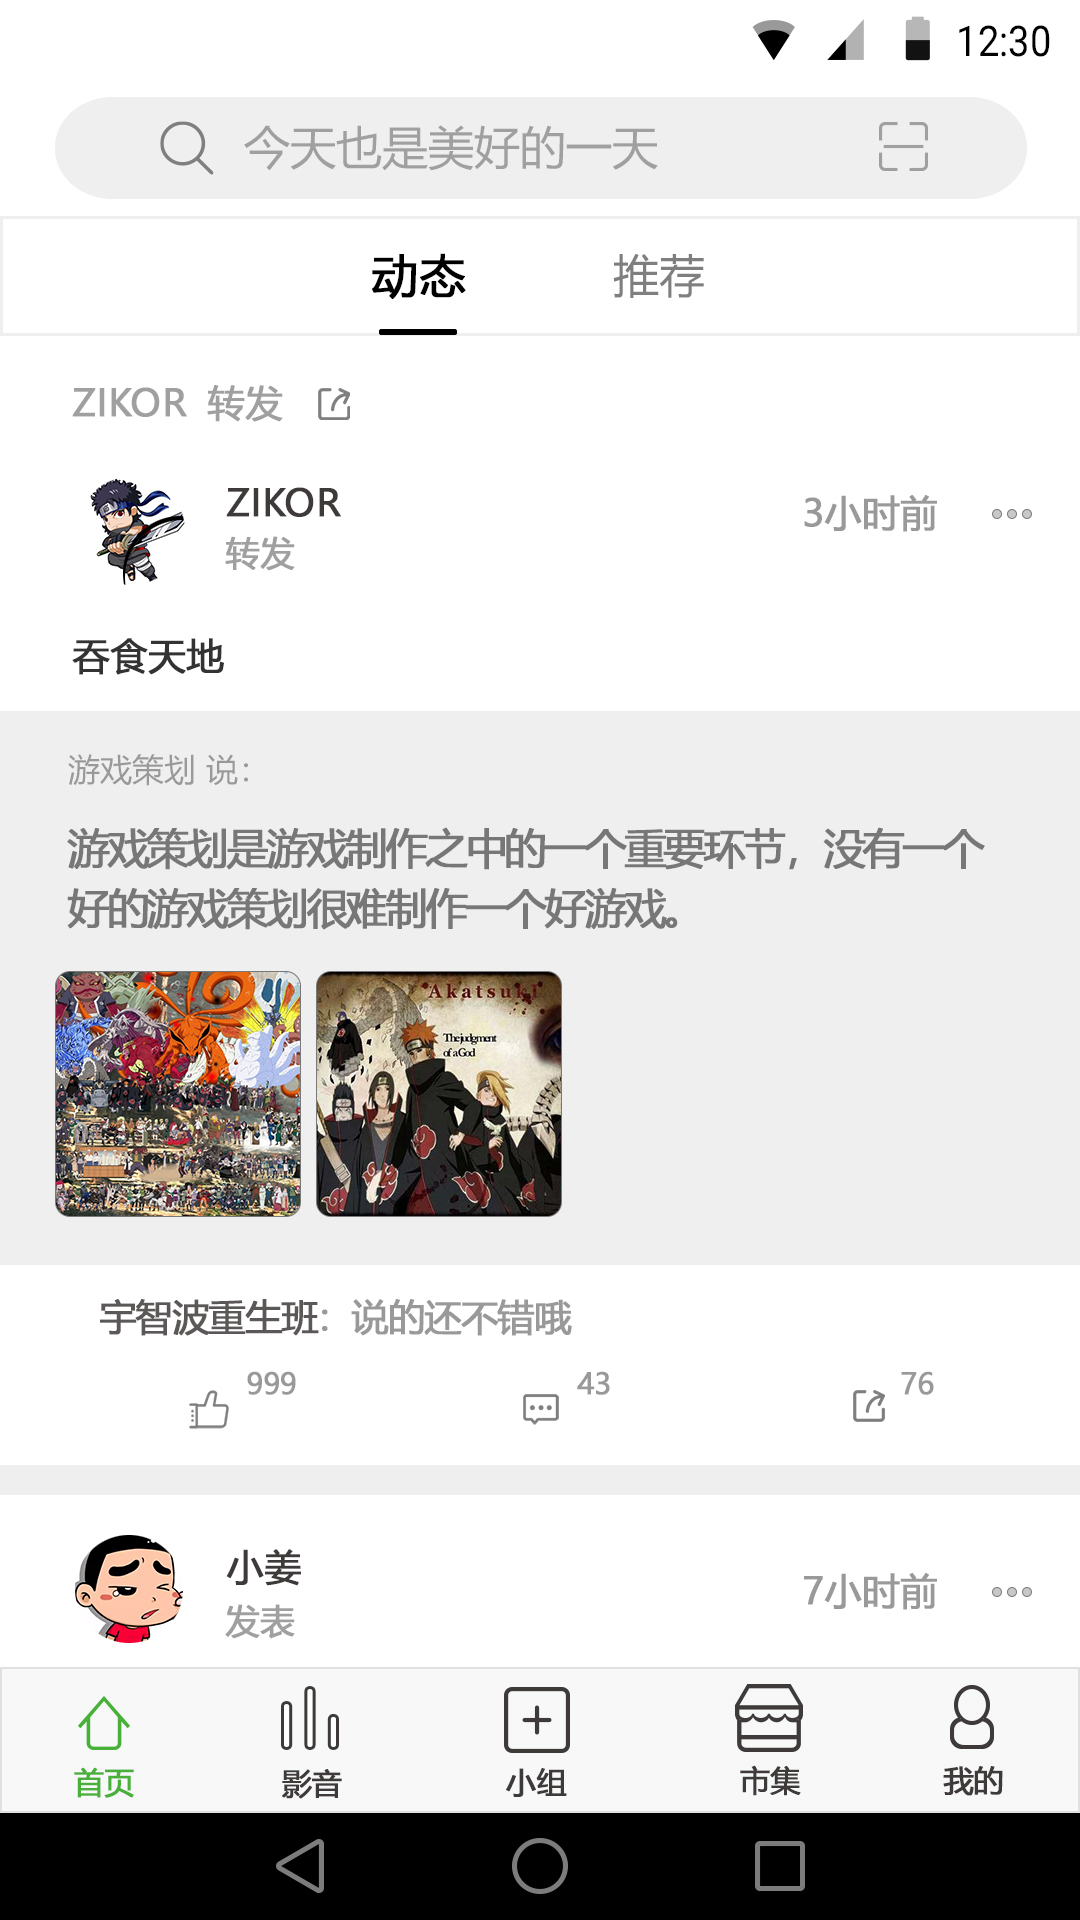 12:30
今天也是美好的一天
动态 推荐
ZIKOR 转发
ZIKOR
转发
3小时前
吞食天地
游戏策划 说：
游戏策划是游戏制作之中的一个重要环节，没有一个
好的游戏策划很难制作一个好游戏。
Akatsuki
The judgment
of a God
宇智波重生班：说的还不错哦
999 43 76
小姜
发表
7小时前
首页 影音 小组 市集 我的